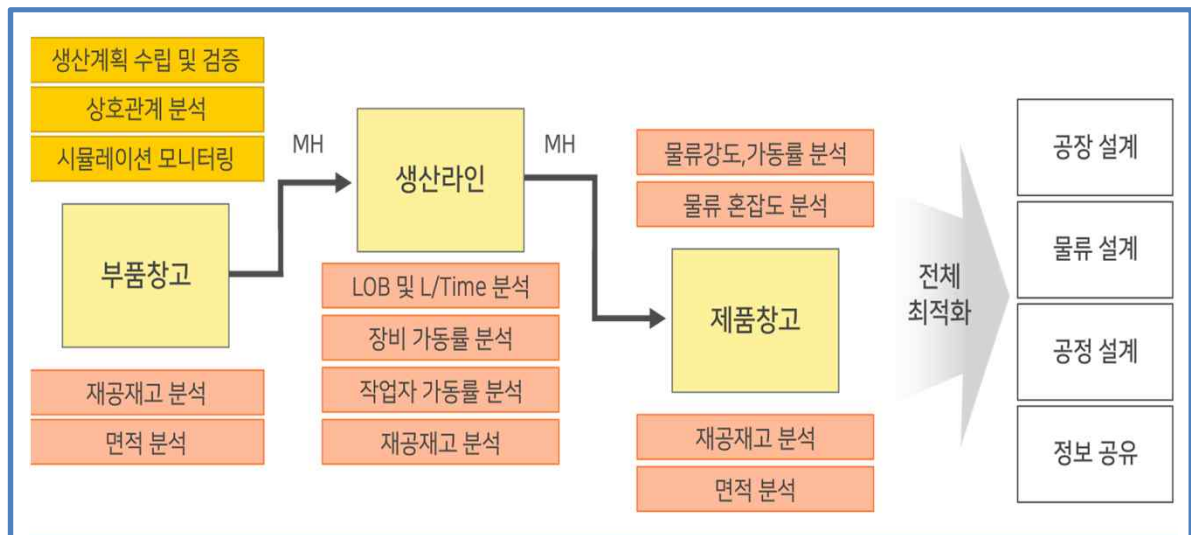 생산계획 수립 및 검증
상호관계 분석
시뮬레이션 모니터링
부품창고
재공재고 분석
면적 분석
MH
생산라인
LOB 및 L/Time 분석
장비 가동률 분석
작업자 가동률 분석
재공재고 분석
MH
물류강도,가동률 분석
물류 혼잡도 분석
제품창고
재공재고 분석
면적 분석
전체
최적화
공장 설계
물류 설계
공정 설계
정보 공유